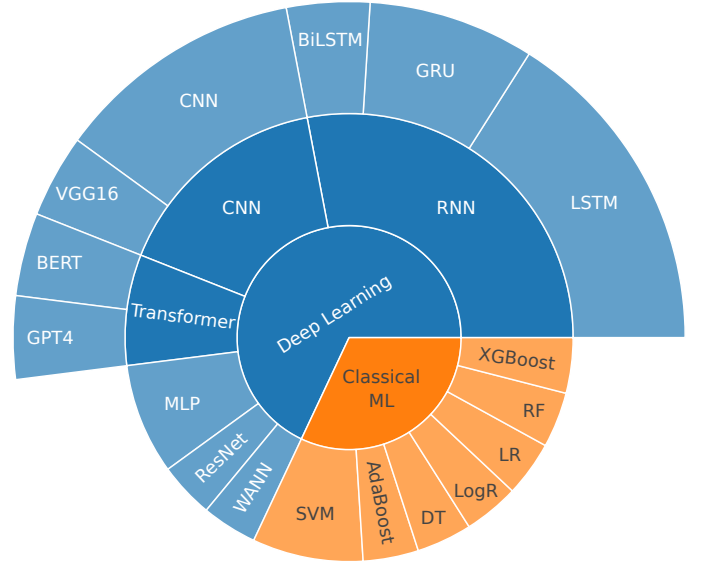 BiLSTM
GRU
CNN
LSTM
VGG16
CNN
RNN
BERT
GPT4
Transformer
Deep Learning
Classical
ML
XGBoost
MLP
RF
ResNet
LR
WANN
SVM
AdaBoost
DT
LogR